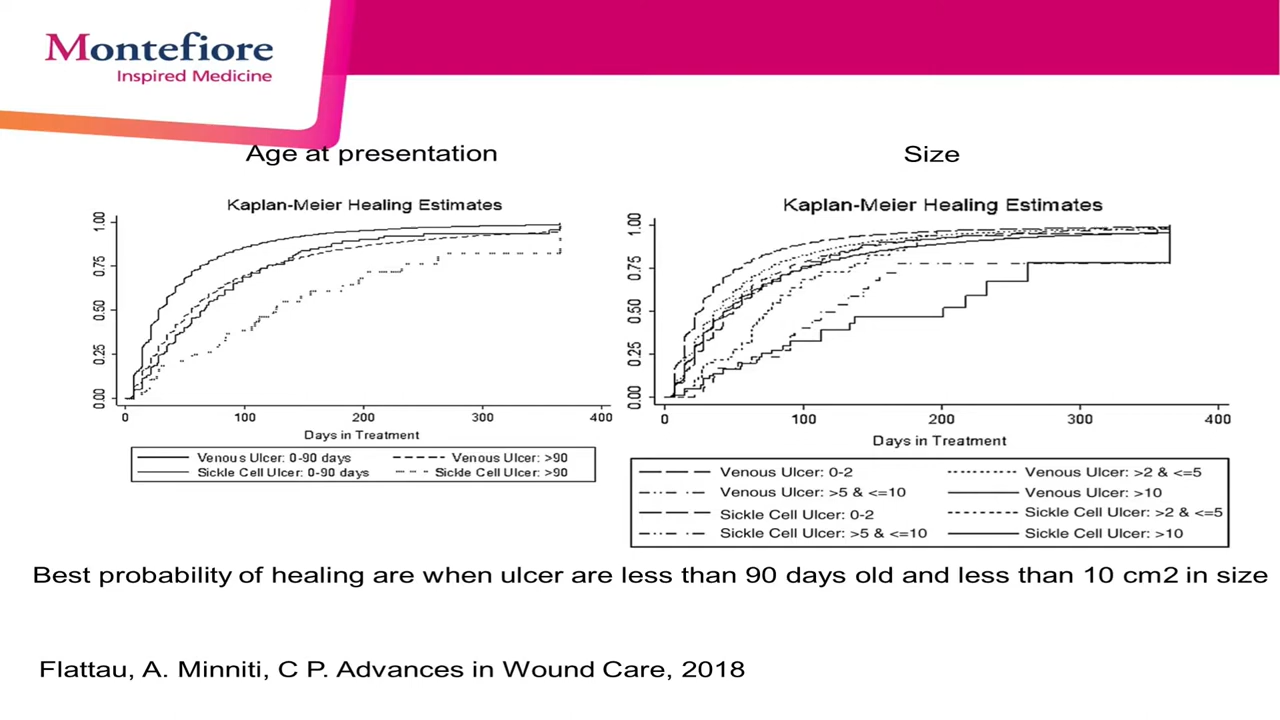 Montefiore
Inspired Medicine
Age at presentation
Kaplan-Meier Healing Estimates
1.00
0.75
0.50
0.25
0.00
0 100 200 300 400
Days in Treatment
Venous Ulcer: 0-90 days Venous Ulcer: >90
Sickle Cell Ulcer: 0-90 days Sickle Cell Ulcer: >90
Size
Kaplan-Meier Healing Estimates
1.00
0.75
0.50
0.25
0.00
0 100 200 300 400
Days in Treatment
Venous Ulcer: 0-2 Venous Ulcer: >2 & <=5
Venous Ulcer: >5 & <=10 Venous Ulcer: >10
Sickle Cell Ulcer: 0-2 Sickle Cell Ulcer: >2 & <=5
Sickle Cell Ulcer: >5 & <=10 Sickle Cell Ulcer: >10
Best probability of healing are when ulcer are less than 90 days old and less than 10 cm2 in size
Flattau, A. Minniti, C P. Advances in Wound Care, 2018